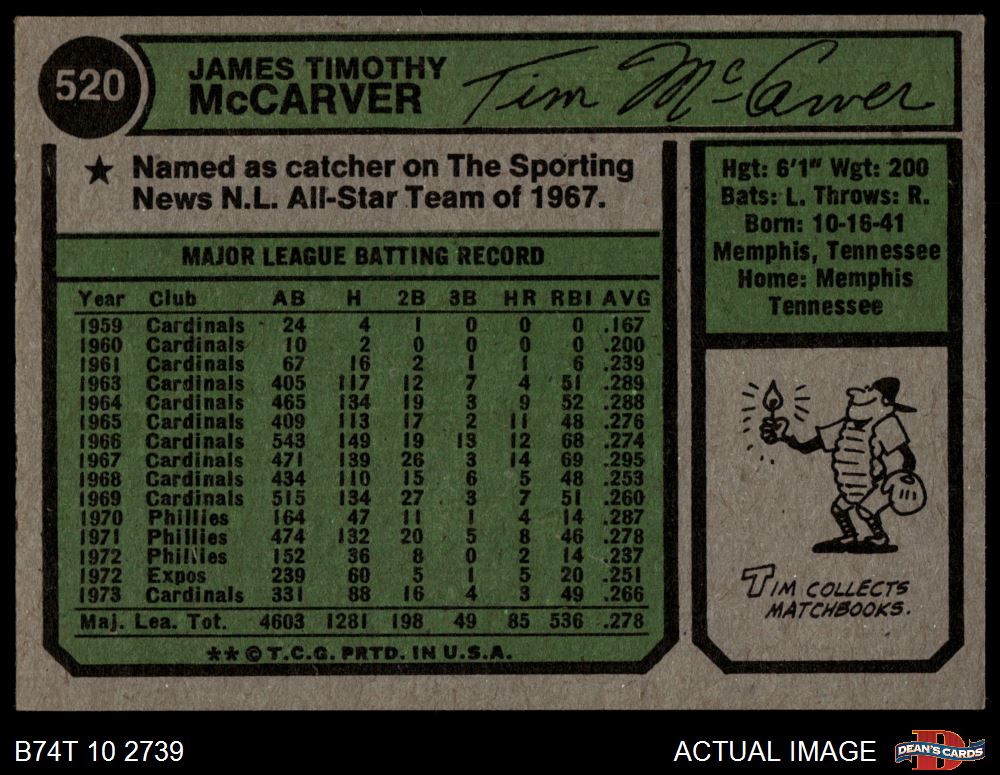 520
JAMES TIMOTHY
McCARVER
Tim McCarver
★ Named as catcher on The Sporting
News N.L. All-Star Team of 1967.
MAJOR LEAGUE BATTING RECORD
Year Club AB H 2B 3B HR RBI AVG
1959 Cardinals 24 4 1 0 0 0 .167
1960 Cardinals 10 2 0 0 0 0 .200
1961 Cardinals 67 16 2 1 1 6 .239
1963 Cardinals 405 117 12 7 4 51 .289
1964 Cardinals 465 134 19 3 9 52 .288
1965 Cardinals 409 113 17 2 11 48 .276
1966 Cardinals 543 149 19 13 12 68 .274
1967 Cardinals 471 139 26 3 14 69 .295
1968 Cardinals 434 110 15 6 5 48 .253
1969 Cardinals 515 134 27 3 7 51 .260
1970 Phillies 164 47 11 1 4 14 .287
1971 Phillies 474 132 20 5 8 46 .278
1972 Phillies 152 36 8 0 2 14 .237
1972 Expos 239 60 5 1 5 20 .251
1973 Cardinals 331 88 16 4 3 49 .266
Maj. Lea. Tot. 4603 1281 198 49 85 536 .278
** © T.C.G. PRTD. IN U.S.A.
Hgt: 6'1" Wgt: 200
Bats: L. Throws: R.
Born: 10-16-41
Memphis, Tennessee
Home: Memphis
Tennessee
TIM COLLECTS
MATCHBOOKS.
B74T 10 2739
ACTUAL IMAGE
D
DEAN'S CARDS